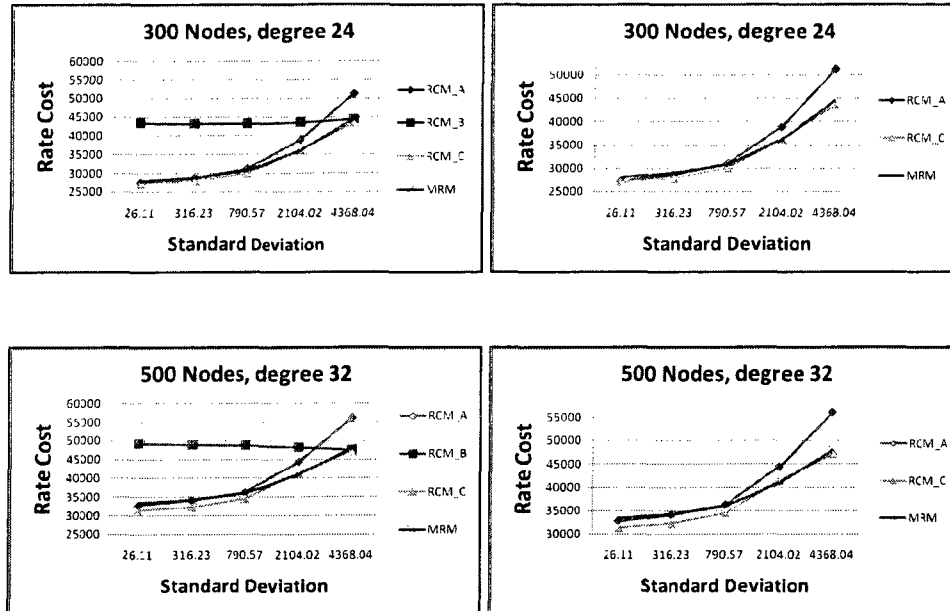 300 Nodes, degree 24
Rate Cost
60000
55000
50000
45000
40000
35000
30000
25000
26.11 316.23 790.57 2104.02 4368.04
Standard Deviation
RCM_A
RCM_B
RCM_C
MRM
300 Nodes, degree 24
Rate Cost
50000
45000
40000
35000
30000
25000
26.11 316.23 790.57 2104.02 4368.04
Standard Deviation
RCM_A
RCM_C
MRM
500 Nodes, degree 32
Rate Cost
60000
55000
50000
45000
40000
35000
30000
25000
26.11 316.23 790.57 2104.02 4368.04
Standard Deviation
RCM_A
RCM_B
RCM_C
MRM
500 Nodes, degree 32
Rate Cost
55000
50000
45000
40000
35000
30000
26.11 316.23 790.57 2104.02 4368.04
Standard Deviation
RCM_A
RCM_C
MRM